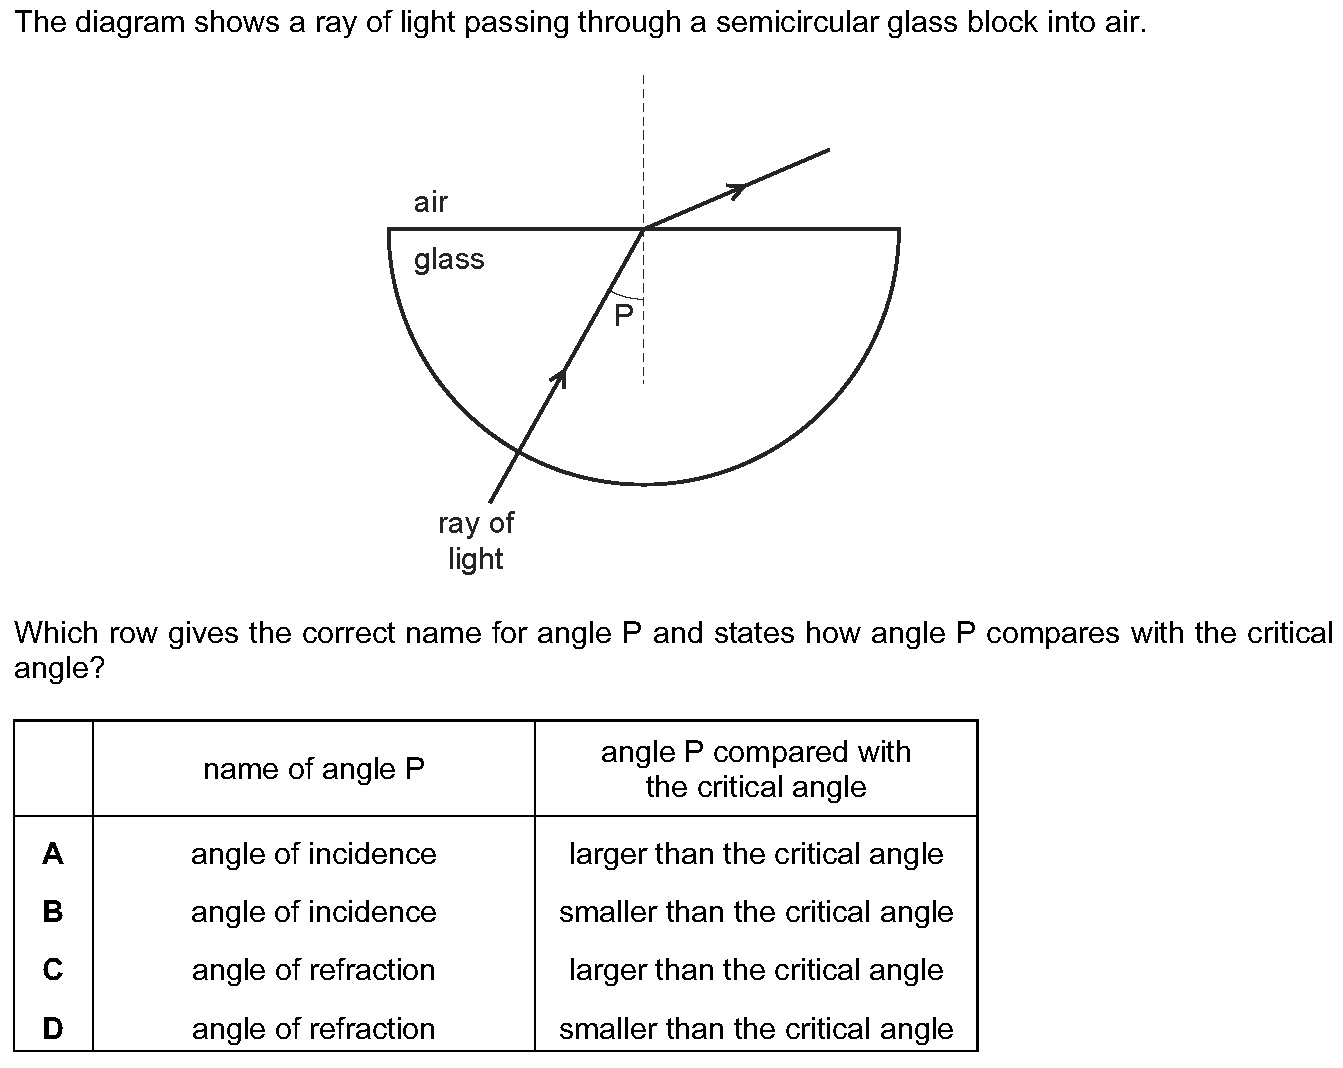 The diagram shows a ray of light passing through a semicircular glass block into air.
air
glass
P
ray of
light
Which row gives the correct name for angle P and states how angle P compares with the critical
angle?
name of angle P
angle P compared with
the critical angle
A angle of incidence larger than the critical angle
B angle of incidence smaller than the critical angle
C angle of refraction larger than the critical angle
D angle of refraction smaller than the critical angle